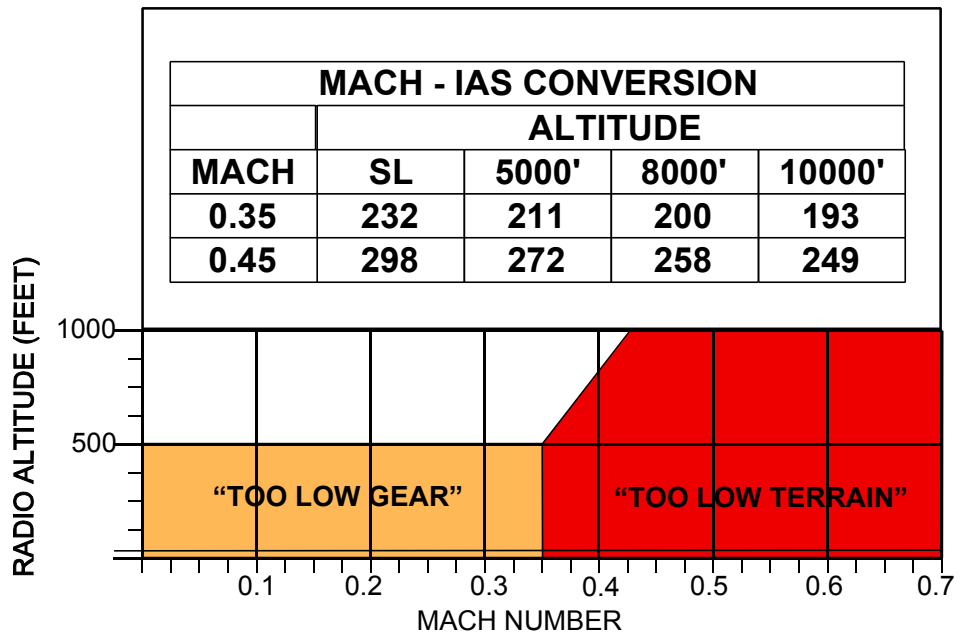 MACH - IAS CONVERSION
ALTITUDE
MACH SL 5000' 8000' 10000'
0.35 232 211 200 193
0.45 298 272 258 249
RADIO ALTITUDE (FEET)
1000
500
“TOO LOW GEAR” “TOO LOW TERRAIN”
0.1 0.2 0.3 0.4 0.5 0.6 0.7
MACH NUMBER